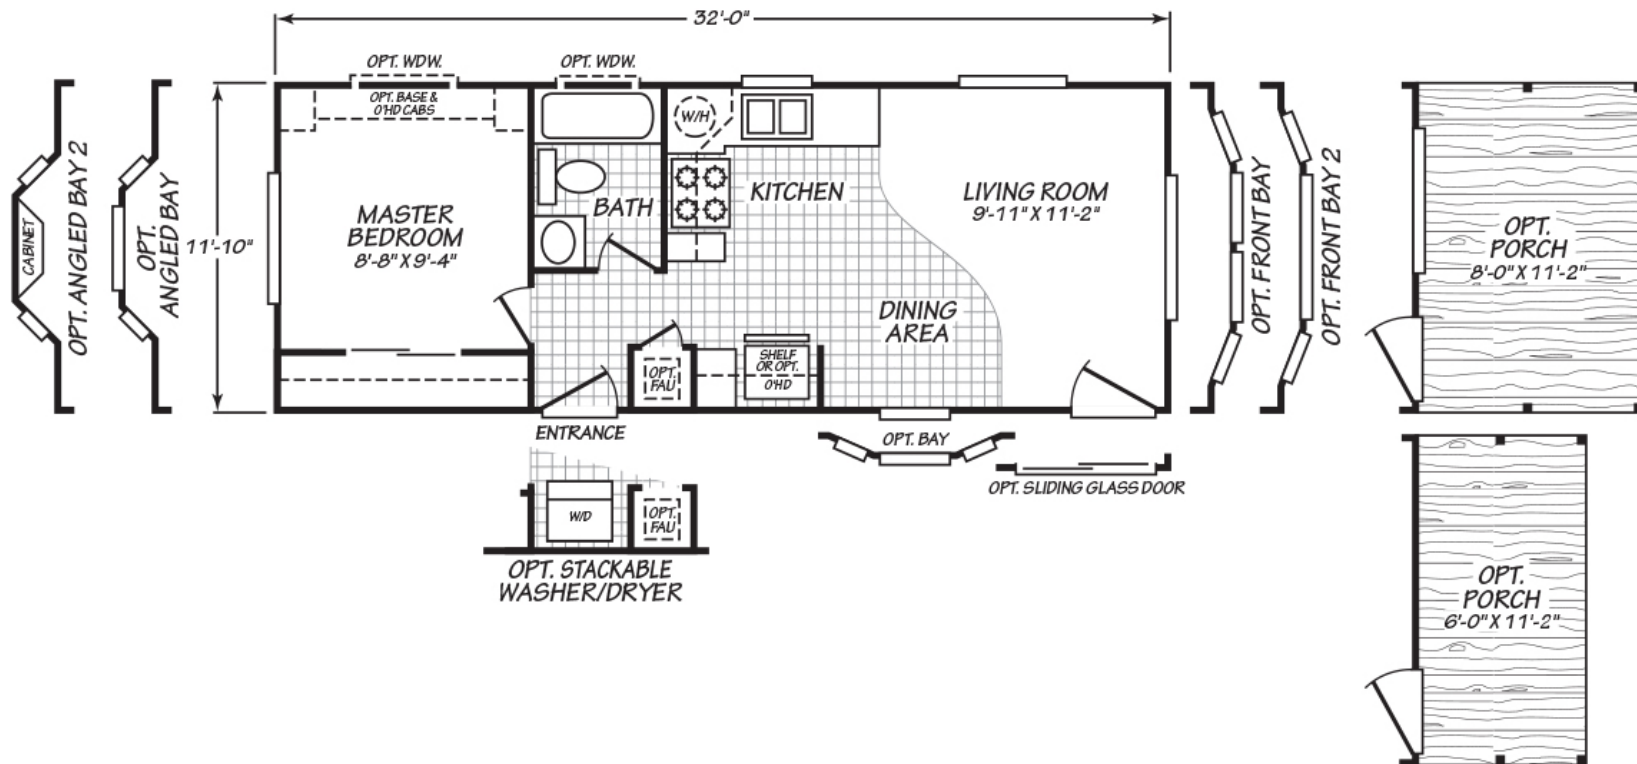 32'-0"
OPT. WDW.
OPT. WDW.
OPT. BASE &
O'HD CABS
W/H
CABINET
OPT. ANGLED BAY 2
OPT.
ANGLED BAY
11'-10"
MASTER
BEDROOM
8'-8" X 9'-4"
BATH
KITCHEN
LIVING ROOM
9'-11" X 11'-2"
DINING
AREA
OPT.
FAU
SHELF
OR OPT.
O'HD
ENTRANCE
OPT. BAY
OPT. SLIDING GLASS DOOR
OPT. FRONT BAY
OPT. FRONT BAY 2
OPT.
PORCH
8'-0" X 11'-2"
W/D
OPT.
FAU
OPT. STACKABLE
WASHER/DRYER
OPT.
PORCH
6'-0" X 11'-2"